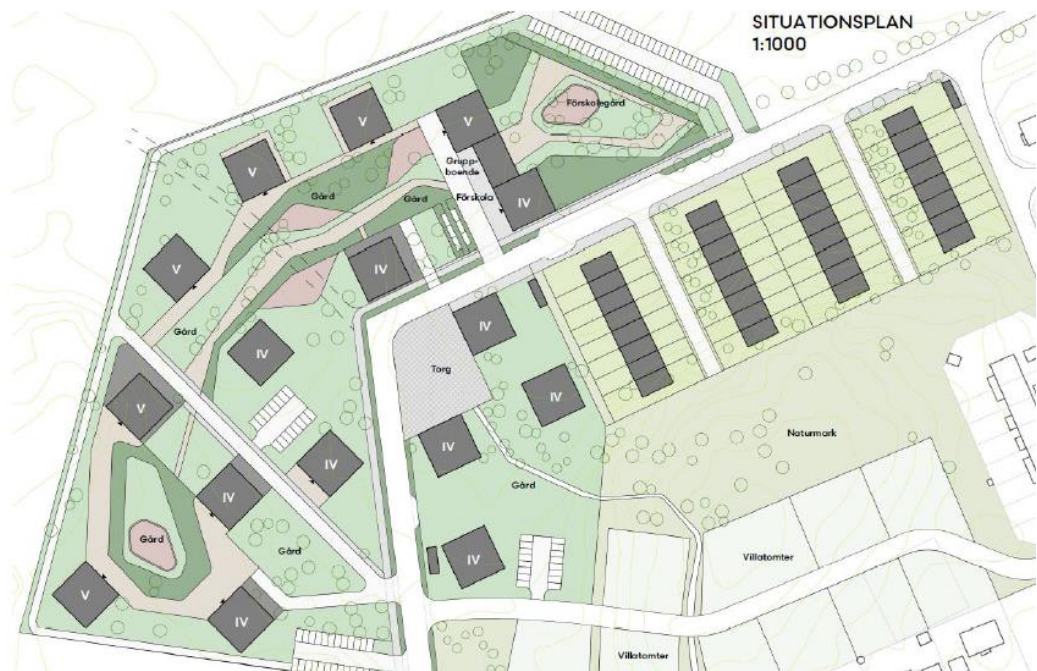 SITUATIONSPLAN
1:1000
Förskolegård
V
V
Grupp-
boende
V
Gård
Gård
Förskola
IV
V
IV
Gård
IV
IV
Torg
V
IV
IV
Naturmark
IV
IV
Gård
Gård
Gård
IV
Villatomter
V
IV
Villatomter